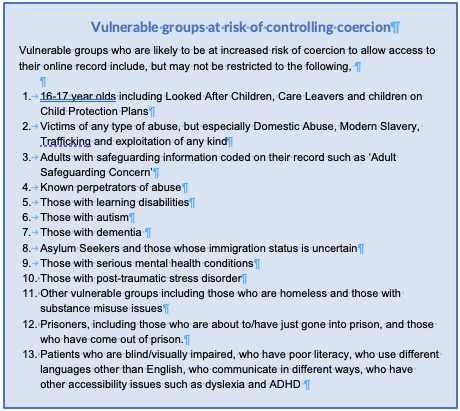 Vulnerable groups at risk of controlling coercion¶
Vulnerable groups who are likely to be at increased risk of coercion to allow access to
their online record include, but may not be restricted to the following, ¶
¶
1.→16-17 year olds including Looked After Children, Care Leavers and children on
Child Protection Plans¶
2.→Victims of any type of abuse, but especially Domestic Abuse, Modern Slavery,
Trafficking and exploitation of any kind¶
3.→Adults with safeguarding information coded on their record such as ‘Adult
Safeguarding Concern’¶
4.→Known perpetrators of abuse¶
5.→Those with learning disabilities¶
6.→Those with autism¶
7.→Those with dementia ¶
8.→Asylum Seekers and those whose immigration status is uncertain¶
9.→Those with serious mental health conditions¶
10.Those with post-traumatic stress disorder¶
11.Other vulnerable groups including those who are homeless and those with
substance misuse issues¶
12.Prisoners, including those who are about to/have just gone into prison, and those
who have come out of prison.¶
13.Patients who are blind/visually impaired, who have poor literacy, who use different
languages other than English, who communicate in different ways, who have
other accessibility issues such as dyslexia and ADHD ¶